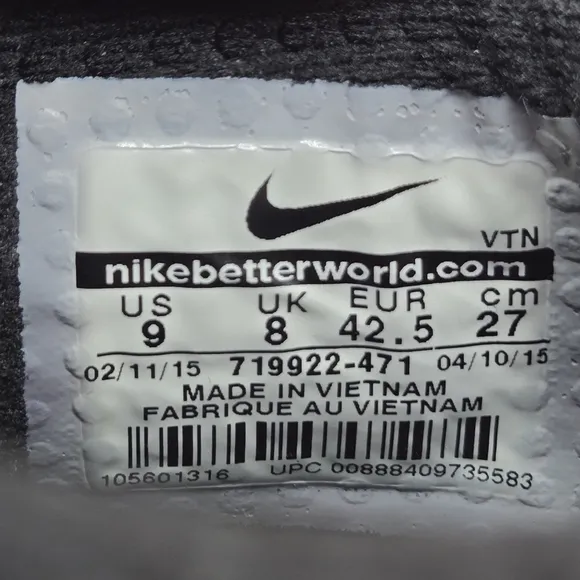 VTN
nikebetterworld.com
US UK EUR cm
9 8 42.5 27
02/11/15 719922-471 04/10/15
MADE IN VIETNAM
FABRIQUE AU VIETNAM
105601316 UPC 00888409735583